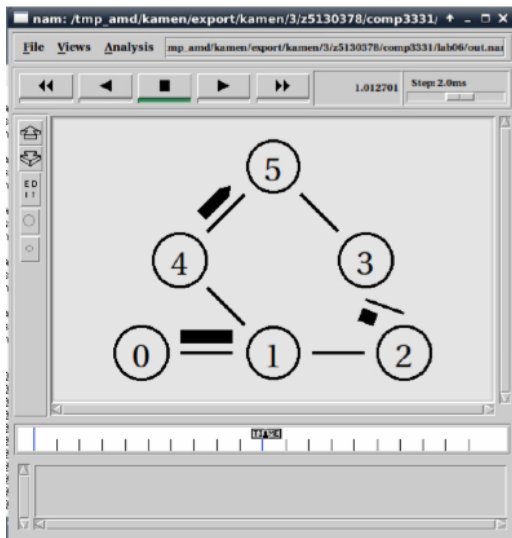 nam: /tmp_amd/kamen/export/kamen/3/z5130378/comp3331/
File Views Analysis mp_amd/kamen/export/kamen/3/z5130378/comp3331/lab06/out.nam
1.012701 Step: 2.0ms
E D
I T
5
4 3
0 1 2
TIME